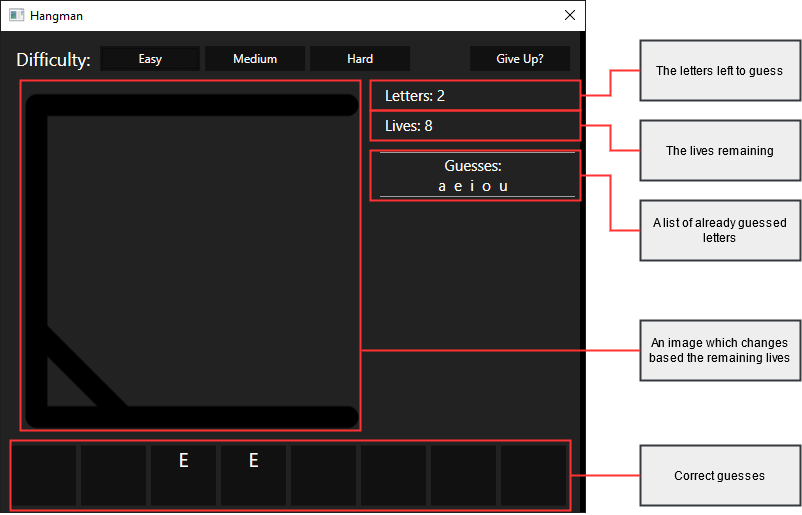 Hangman
Difficulty: Easy Medium Hard Give Up?
Letters: 2
Lives: 8
Guesses:
a e i o u
E E
The letters left to guess
The lives remaining
A list of already guessed
letters
An image which changes
based the remaining lives
Correct guesses